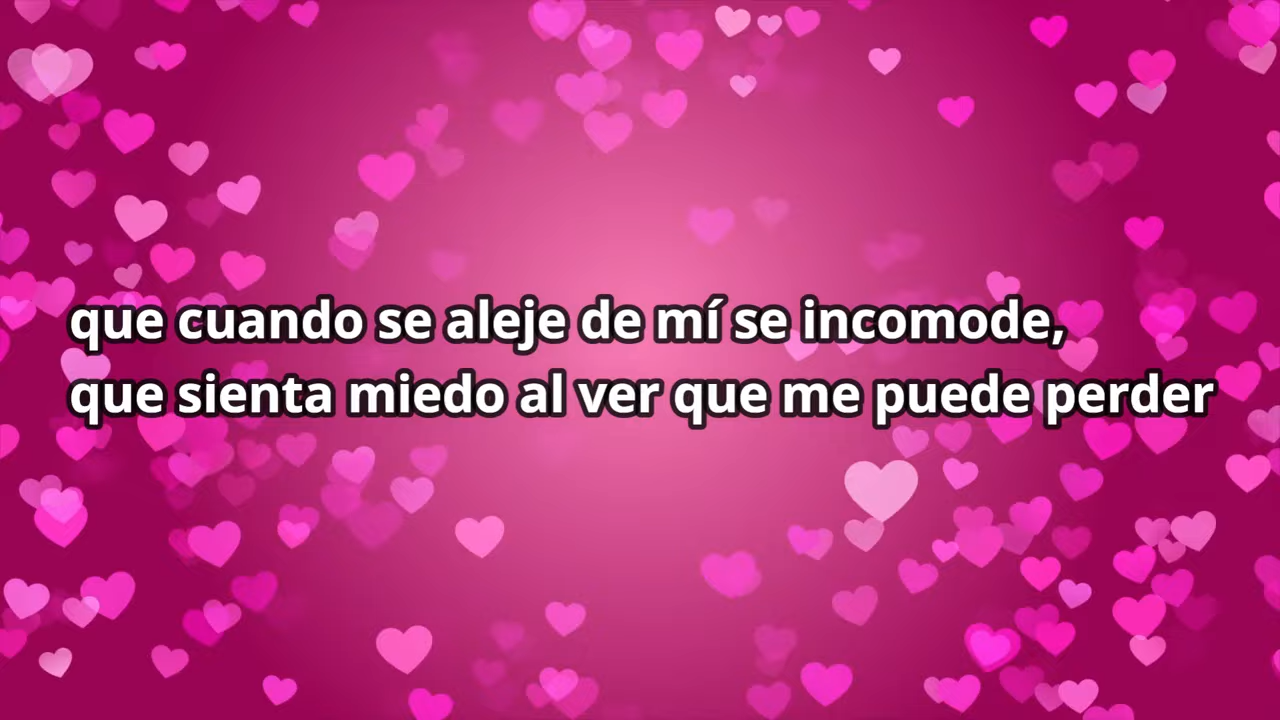 que cuando se aleje de mí se incomode,
que sienta miedo al ver que me puede perder